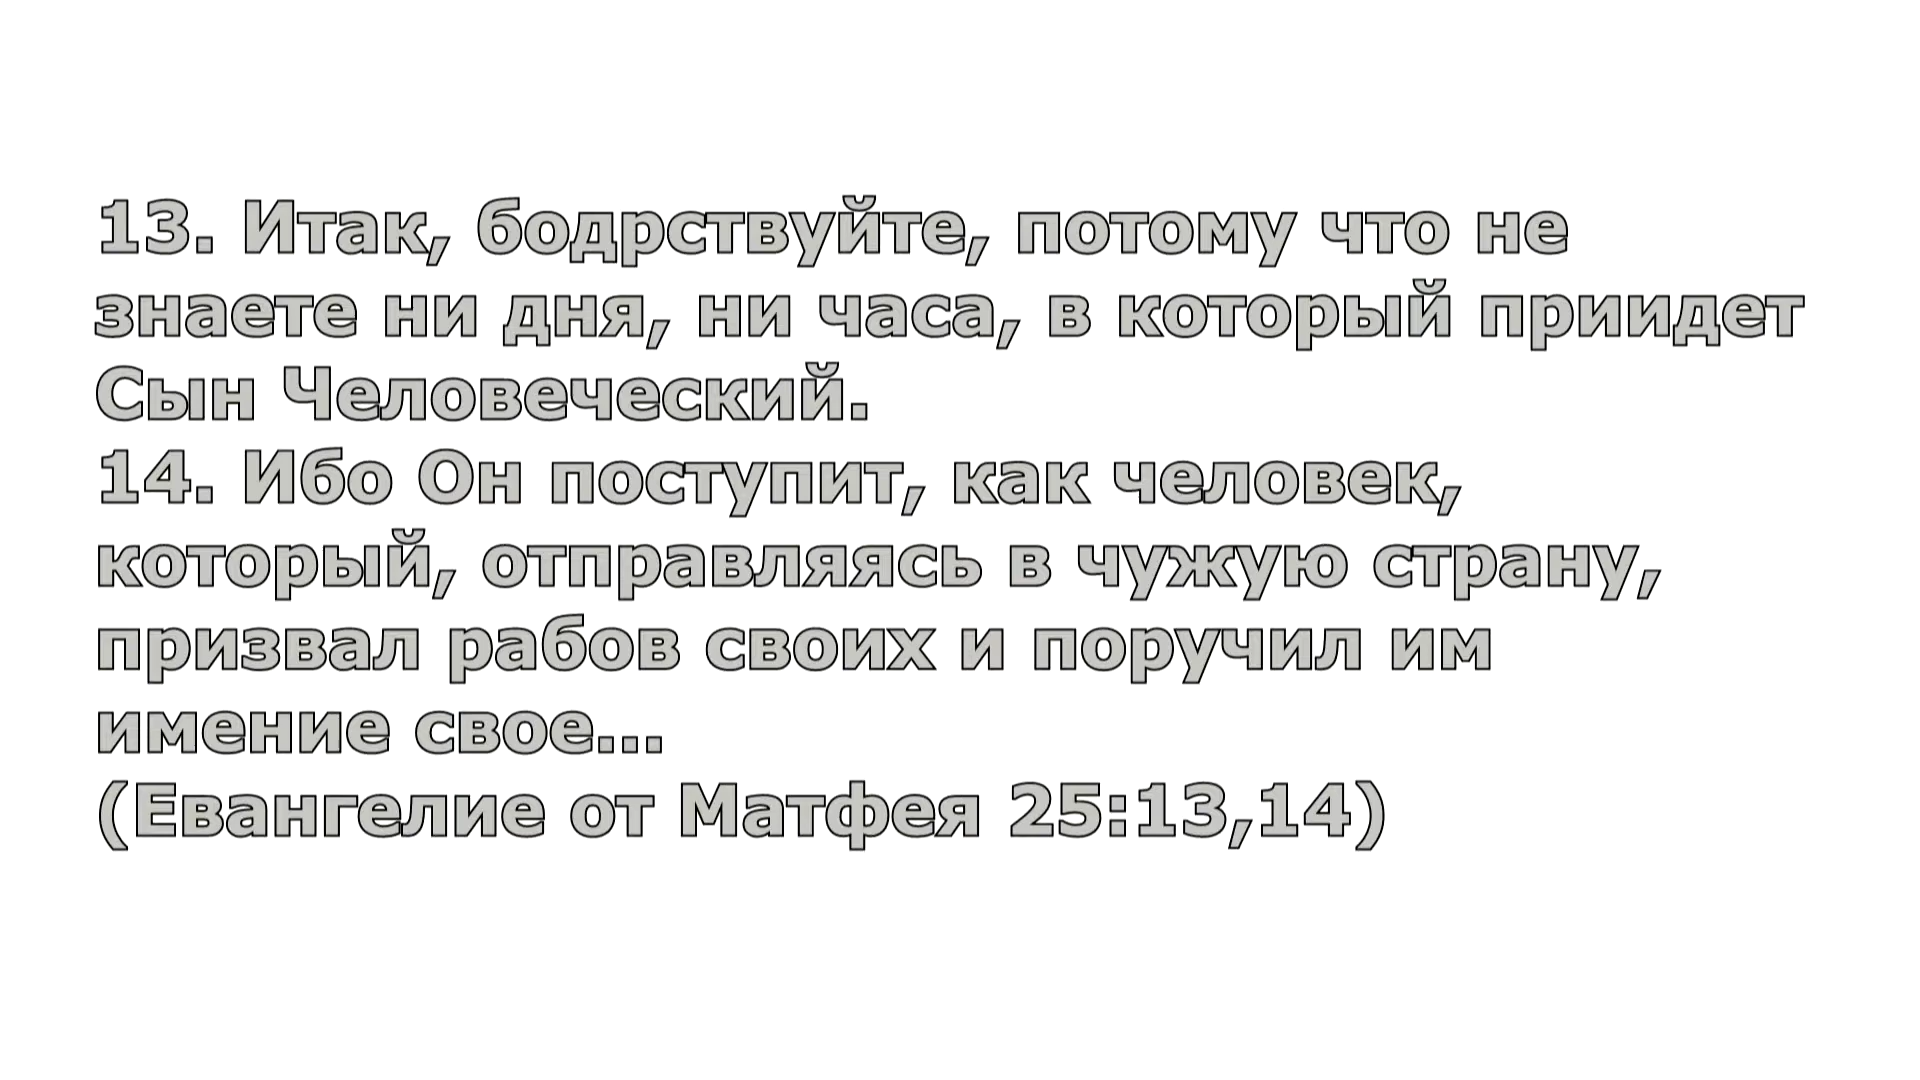 13. Итак, бодрствуйте, потому что не
знаете ни дня, ни часа, в который приидет
Сын Человеческий.
14. Ибо Он поступит, как человек,
который, отправляясь в чужую страну,
призвал рабов своих и поручил им
имение свое...
(Евангелие от Матфея 25:13,14)